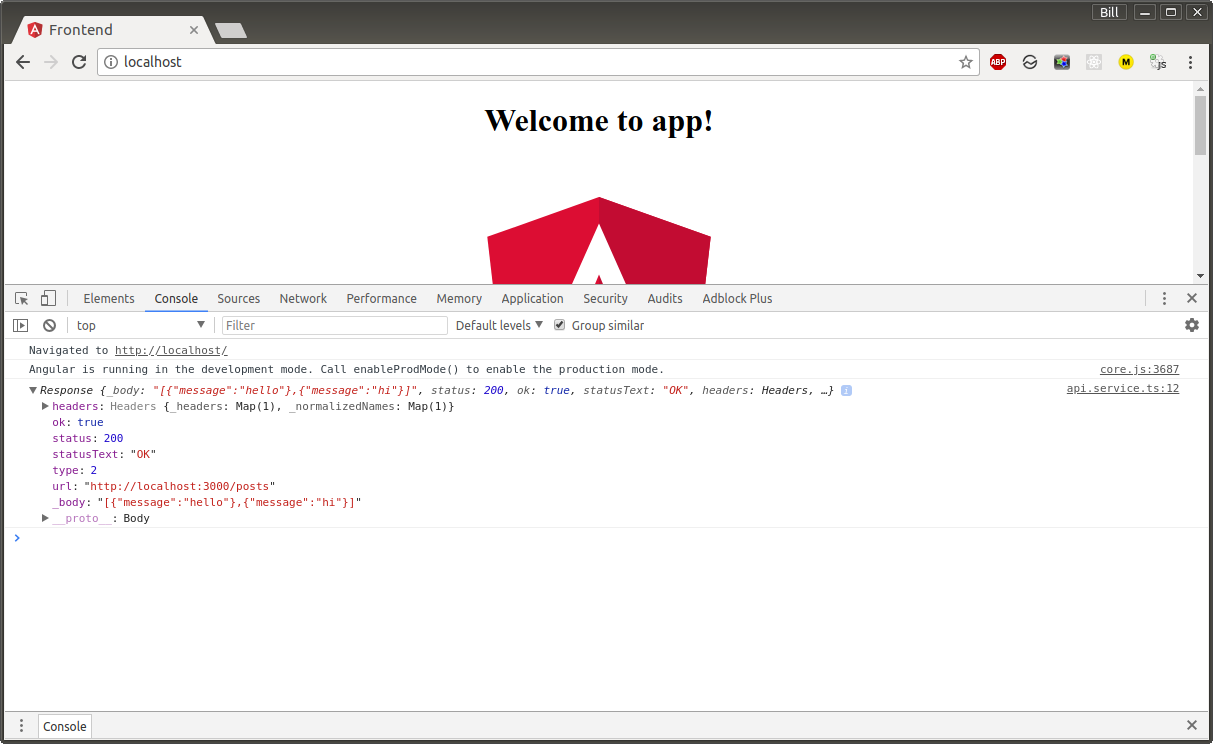 Bill
Frontend
localhost
ABP
M
js
Welcome to app!
Elements Console Sources Network Performance Memory Application Security Audits Adblock Plus
top Filter Default levels Group similar
Navigated to http://localhost/
Angular is running in the development mode. Call enableProdMode() to enable the production mode. core.js:3687
Response {_body: "[{"message":"hello"},{"message":"hi"}]", status: 200, ok: true, statusText: "OK", headers: Headers, …} api.service.ts:12
headers: Headers {_headers: Map(1), _normalizedNames: Map(1)}
ok: true
status: 200
statusText: "OK"
type: 2
url: "http://localhost:3000/posts"
_body: "[{"message":"hello"},{"message":"hi"}]"
__proto__: Body
Console